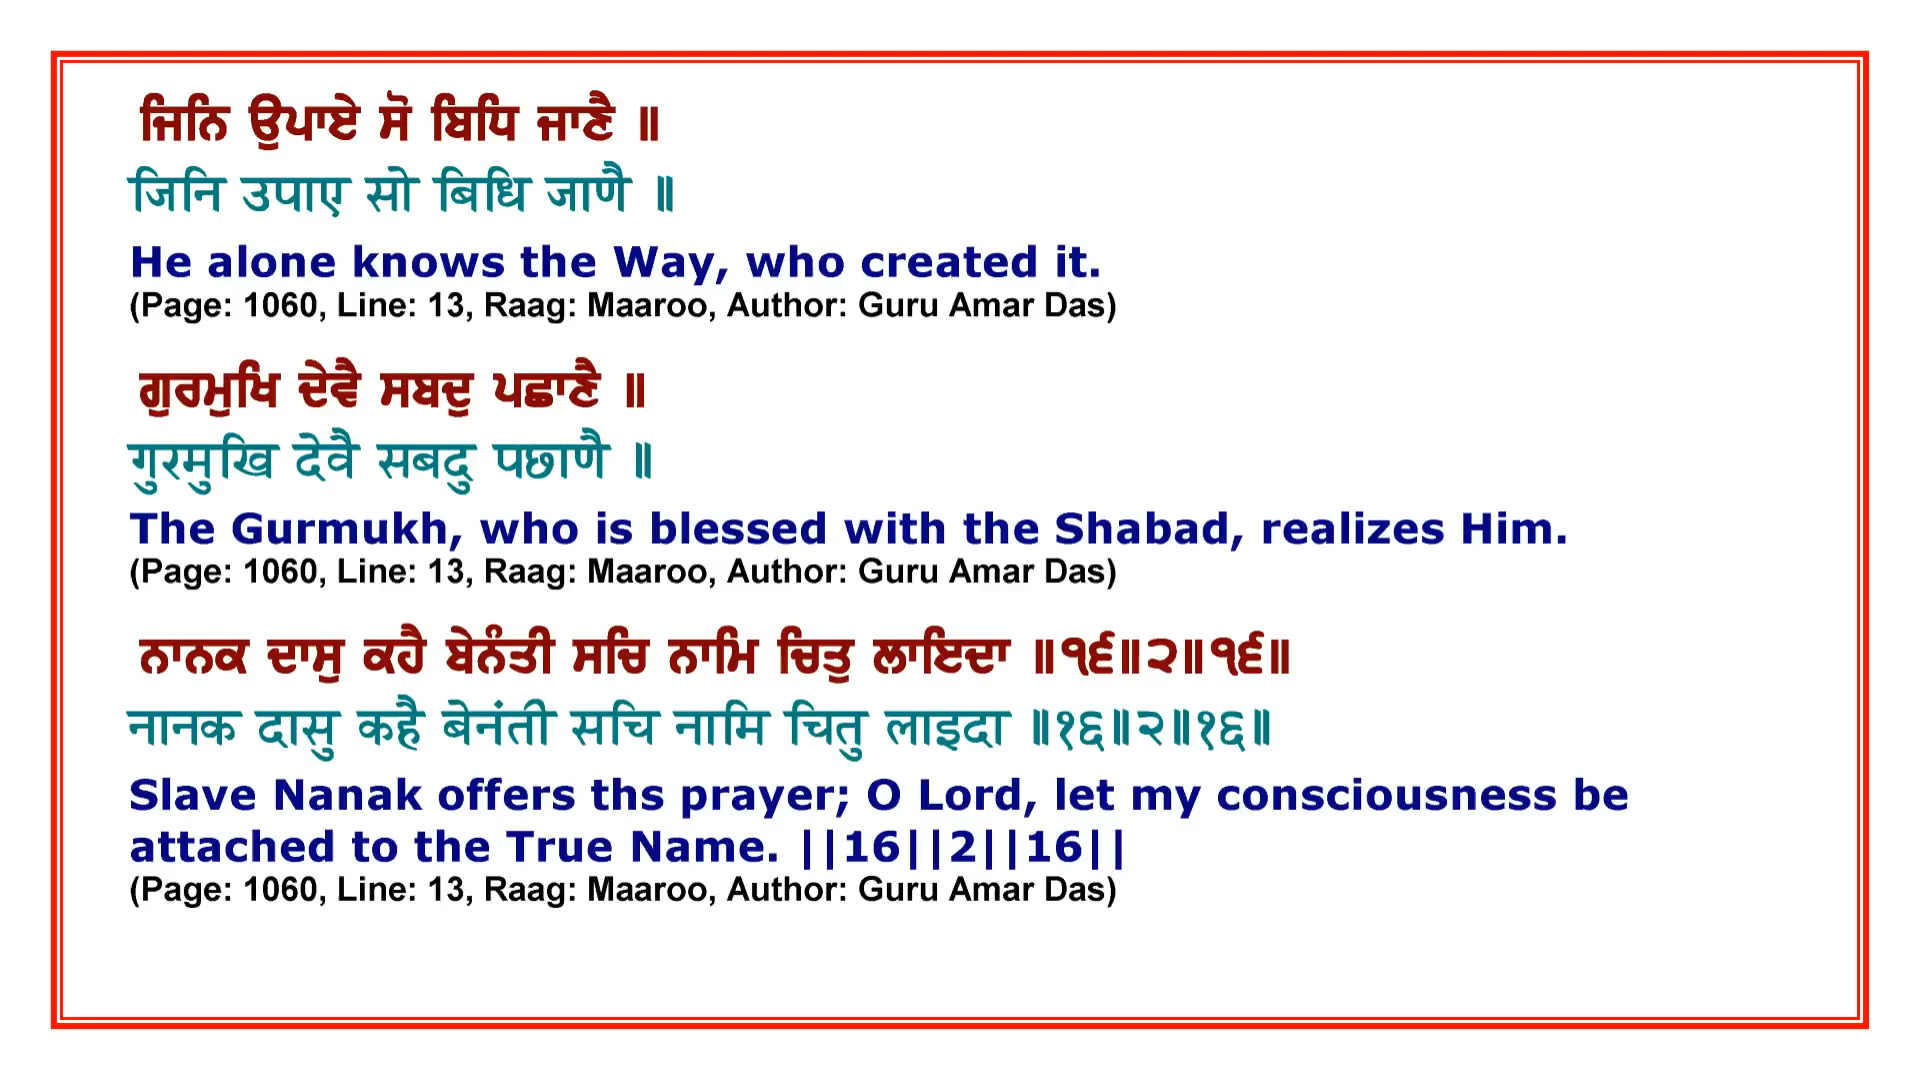 ਜਿਨਿ ਉਪਾਏ ਸੋ ਬਿਧਿ ਜਾਣੈ ॥
जिनि उपाए सो बिधि जाणै ॥
He alone knows the Way, who created it.
(Page: 1060, Line: 13, Raag: Maaroo, Author: Guru Amar Das)
ਗੁਰਮੁਖਿ ਦੇਵੈ ਸਬਦੁ ਪਛਾਣੈ ॥
गुरमुखि देवै सबदु पछाणै ॥
The Gurmukh, who is blessed with the Shabad, realizes Him.
(Page: 1060, Line: 13, Raag: Maaroo, Author: Guru Amar Das)
ਨਾਨਕ ਦਾਸੁ ਕਹੈ ਬੇਨੰਤੀ ਸਚਿ ਨਾਮਿ ਚਿਤੁ ਲਾਇਦਾ ॥੧੬॥੨॥੧੬॥
नानक दासु कहै बेनंती सचि नामि चितु लाइदा ॥१६॥२॥१६॥
Slave Nanak offers ths prayer; O Lord, let my consciousness be
attached to the True Name. ||16||2||16||
(Page: 1060, Line: 13, Raag: Maaroo, Author: Guru Amar Das)